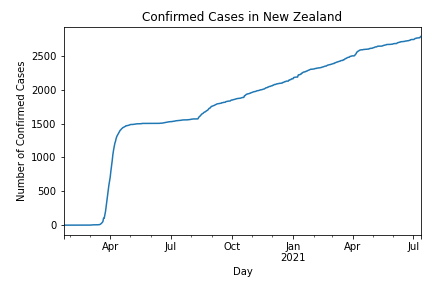 Confirmed Cases in New Zealand
Number of Confirmed Cases
2500
2000
1500
1000
500
0
Apr Jul Oct Jan Apr Jul
2021
Day